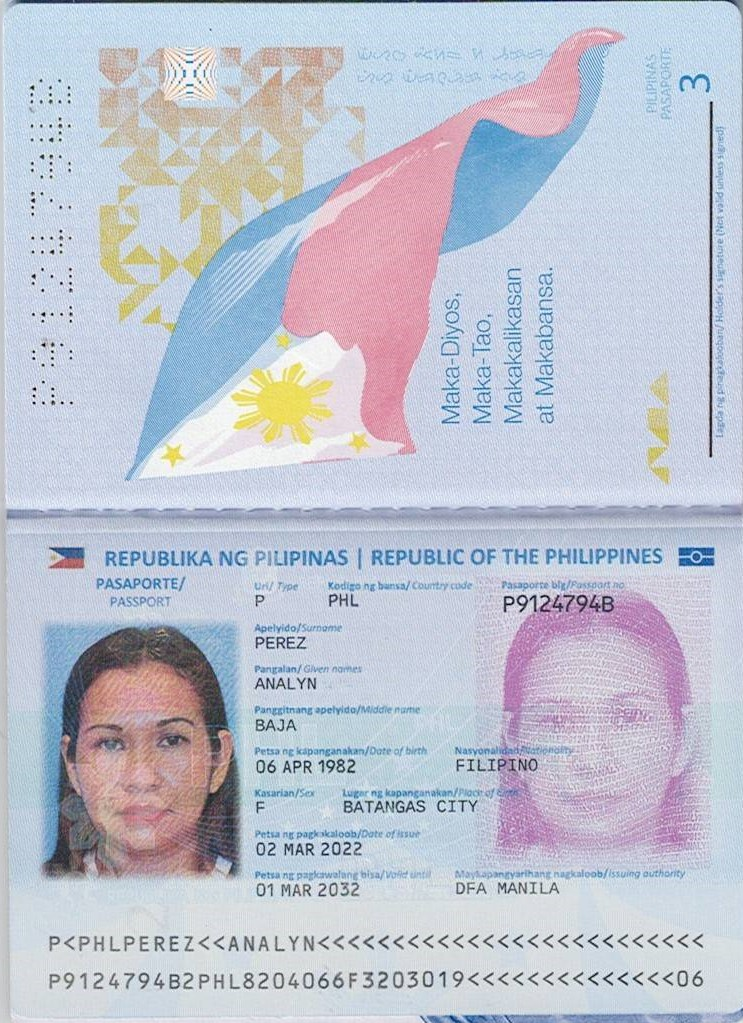 P9124794B
PILIPINAS
PASAPORTE
3
Maka-Diyos,
Maka-Tao,
Makakalikasan
at Makabansa.
Lagda ng pinagkalooban/ Holder's signature (Not valid unless signed)
REPUBLIKA NG PILIPINAS | REPUBLIC OF THE PHILIPPINES
PASAPORTE/
PASSPORT
Uri/ Type Kodigo ng bansa/ Country code Pasaporte blg/Passport no.
P PHL P9124794B
Apelyido/Surname
PEREZ
Pangalan/ Given names
ANALYN
Panggitnang apelyido/Middle name
BAJA
Petsa ng kapanganakan/Date of birth Nasyonalidad/Nationality
06 APR 1982 FILIPINO
Kasarian/Sex Lugar ng kapanganakan/Place of
F BATANGAS CITY
Petsa ng pagkakaloob/Date of issue
02 MAR 2022
Petsa ng pagkawalang bisa/Valid until Maykapangyarihang nagkaloob/Issuing authority
01 MAR 2032 DFA MANILA
P<PHLPEREZ<<ANALYN<<<<<<<<<<<<<<<<<<<<<<<<<<
P9124794B2PHL8204066F3203019<<<<<<<<<<<<<<06